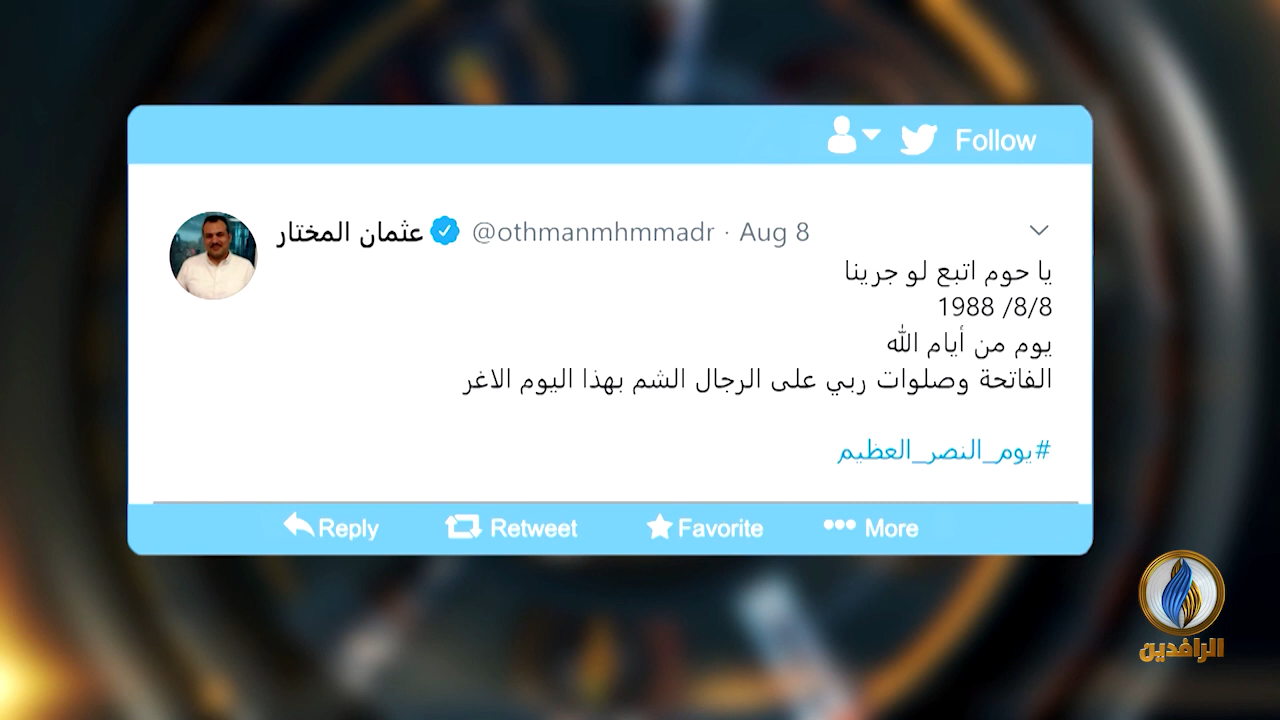 Follow
عثمان المختار @othmanmhmmadr · Aug 8
يا حوم اتبع لو جرينا
1988 /8/8
يوم من أيام الله
الفاتحة وصلوات ربي على الرجال الشم بهذا اليوم الاغر
#يوم_النصر_العظيم
Reply Retweet Favorite More
الرافدين